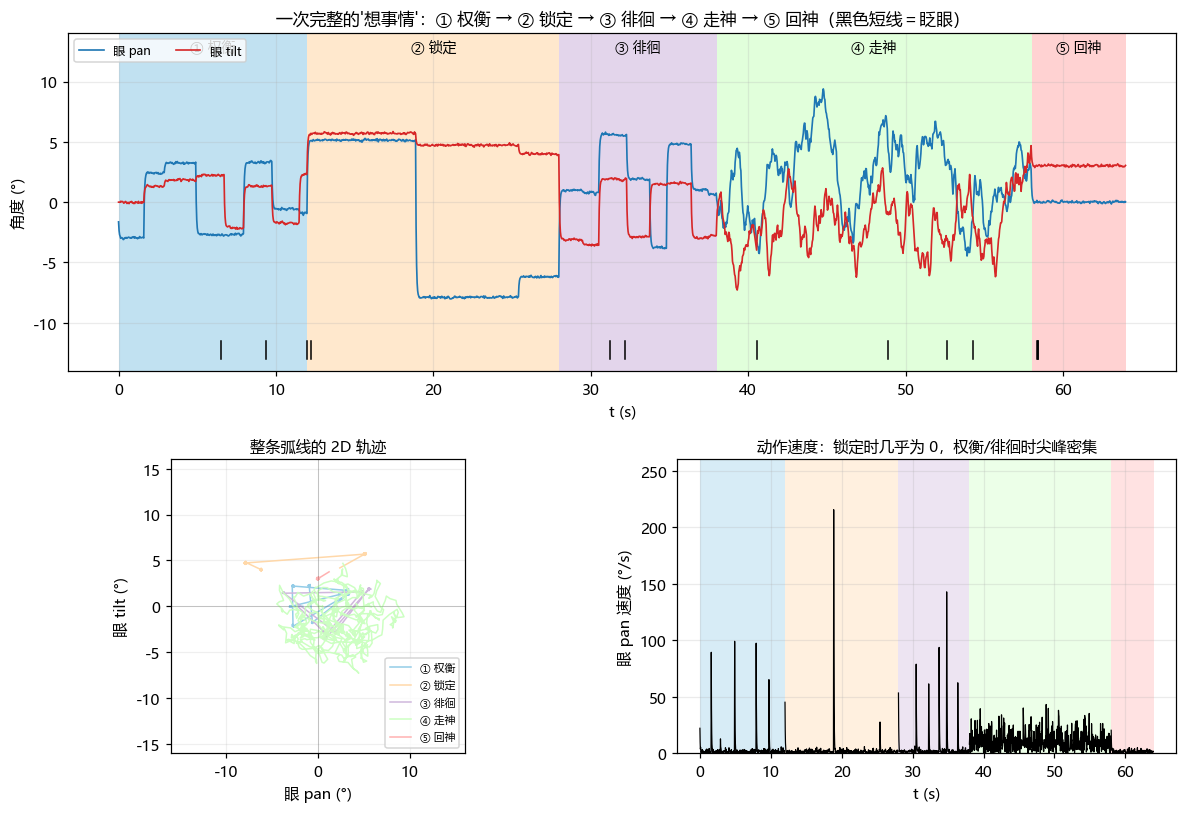 一次完整的'想事情'：① 权衡 → ② 锁定 → ③ 徘徊 → ④ 走神 → ⑤ 回神（黑色短线 = 眨眼）
眼 pan
眼 tilt
① 权衡
② 锁定
③ 徘徊
④ 走神
⑤ 回神
角度 (°)
10
5
0
-5
-10
0
10
20
30
40
50
60
t (s)
整条弧线的 2D 轨迹
眼 tilt (°)
15
10
5
0
-5
-10
-15
① 权衡
② 锁定
③ 徘徊
④ 走神
⑤ 回神
-10
0
10
眼 pan (°)
动作速度：锁定时几乎为 0，权衡/徘徊时尖峰密集
眼 pan 速度 (°/s)
250
200
150
100
50
0
0
10
20
30
40
50
60
t (s)